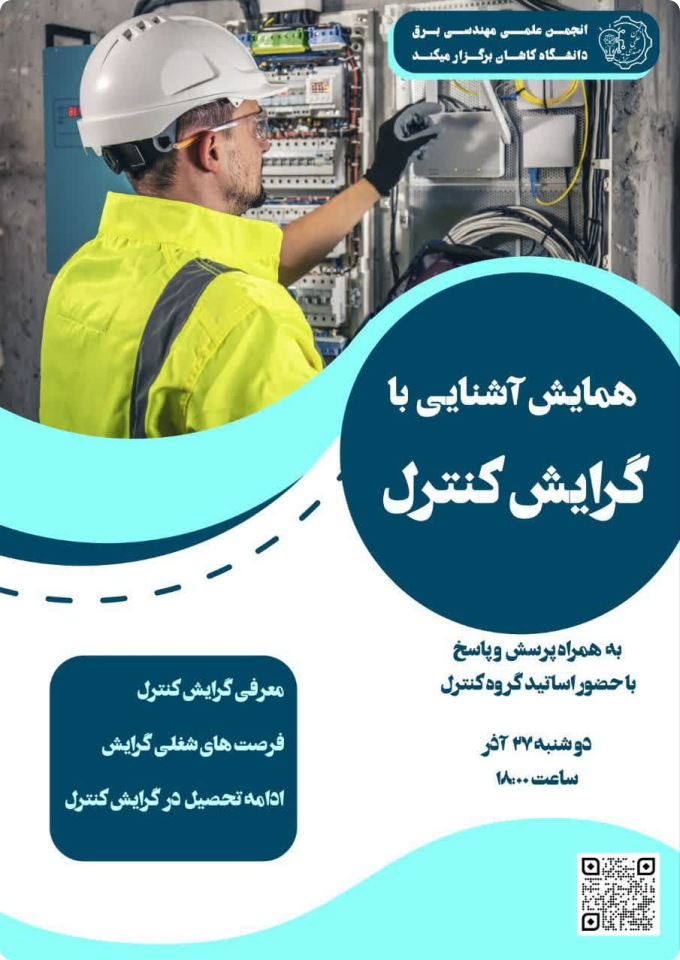 انجمن علمی مهندسی برق
دانشگاه کاشان برگزار میکند
همایش آشنایی با
گرایش کنترل
به همراه پرسش و پاسخ
با حضور اساتید گروه کنترل
دوشنبه ۲۷ آذر
ساعت ۱۸:۰۰
معرفی گرایش کنترل
فرصت های شغلی گرایش
ادامه تحصیل در گرایش کنترل